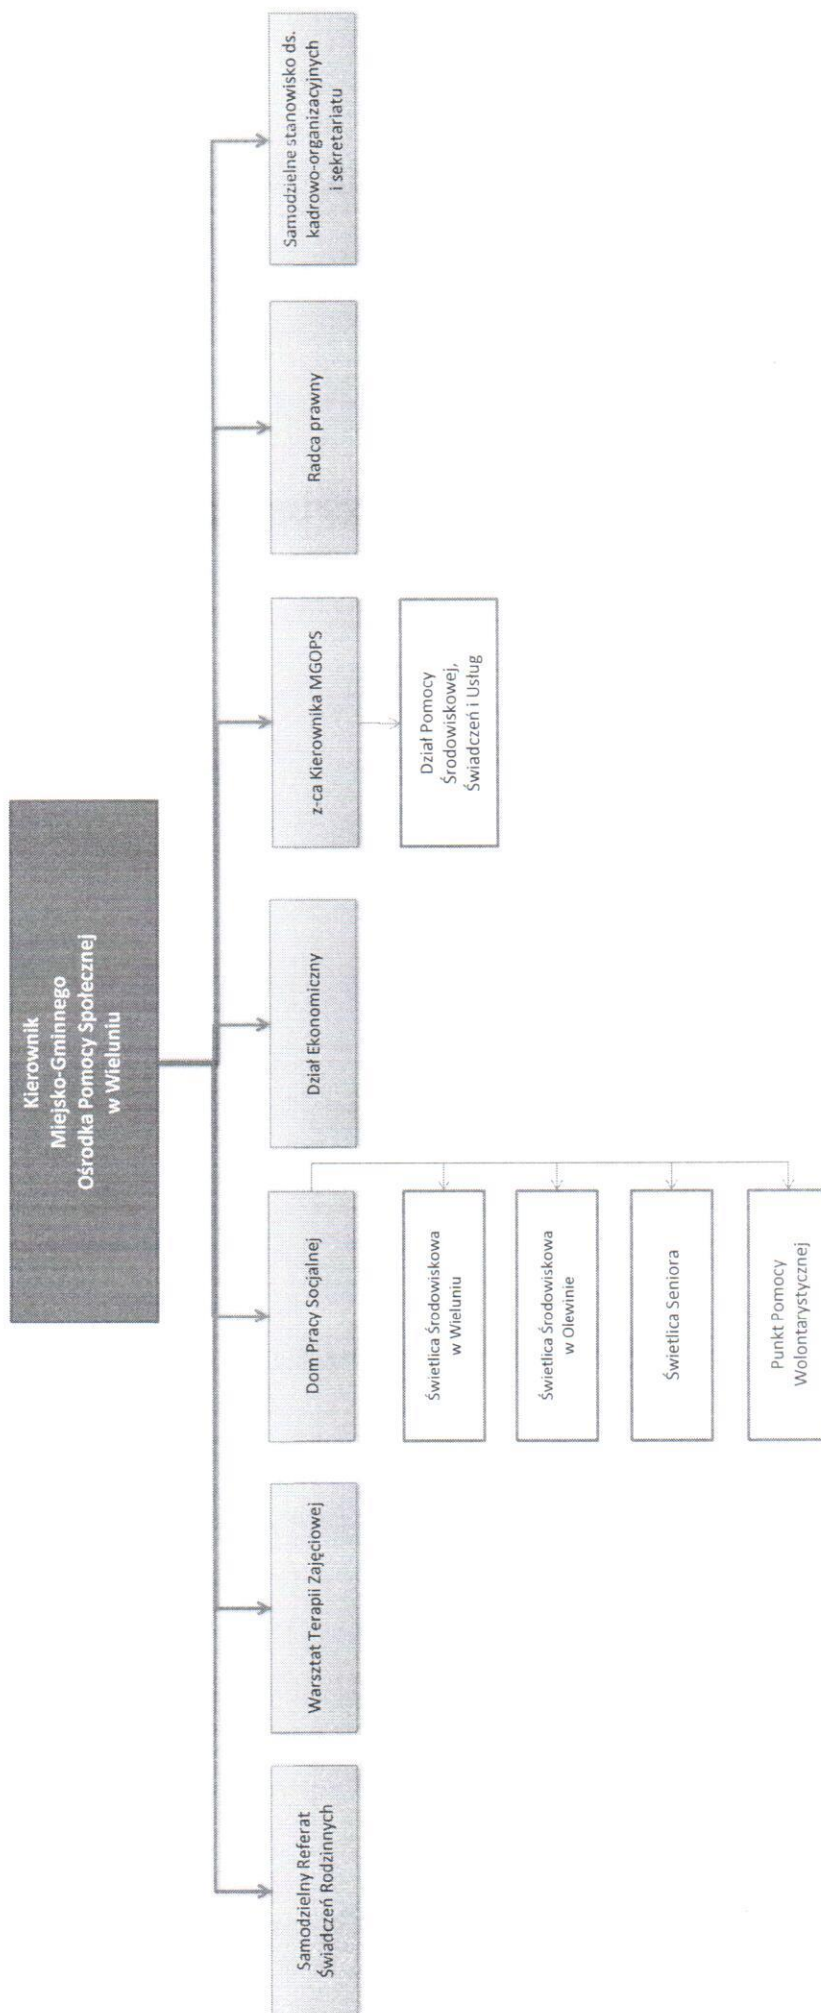 Kierownik
Miejsko-Gminnego
Ośrodka Pomocy Społecznej
w Wieluniu
Samodzielny Referat
Świadczeń Rodzinnych
Warsztat Terapii Zajęciowej
Dom Pracy Socjalnej
Świetlica Środowiskowa
w Wieluniu
Świetlica Środowiskowa
w Olewinie
Świetlica Seniora
Punkt Pomocy
Wolontarystycznej
Dział Ekonomiczny
z-ca Kierownika MGOPS
Dział Pomocy
Środowiskowej,
Świadczeń i Usług
Radca prawny
Samodzielne stanowisko ds.
kadrowo-organizacyjnych
i sekretariatu